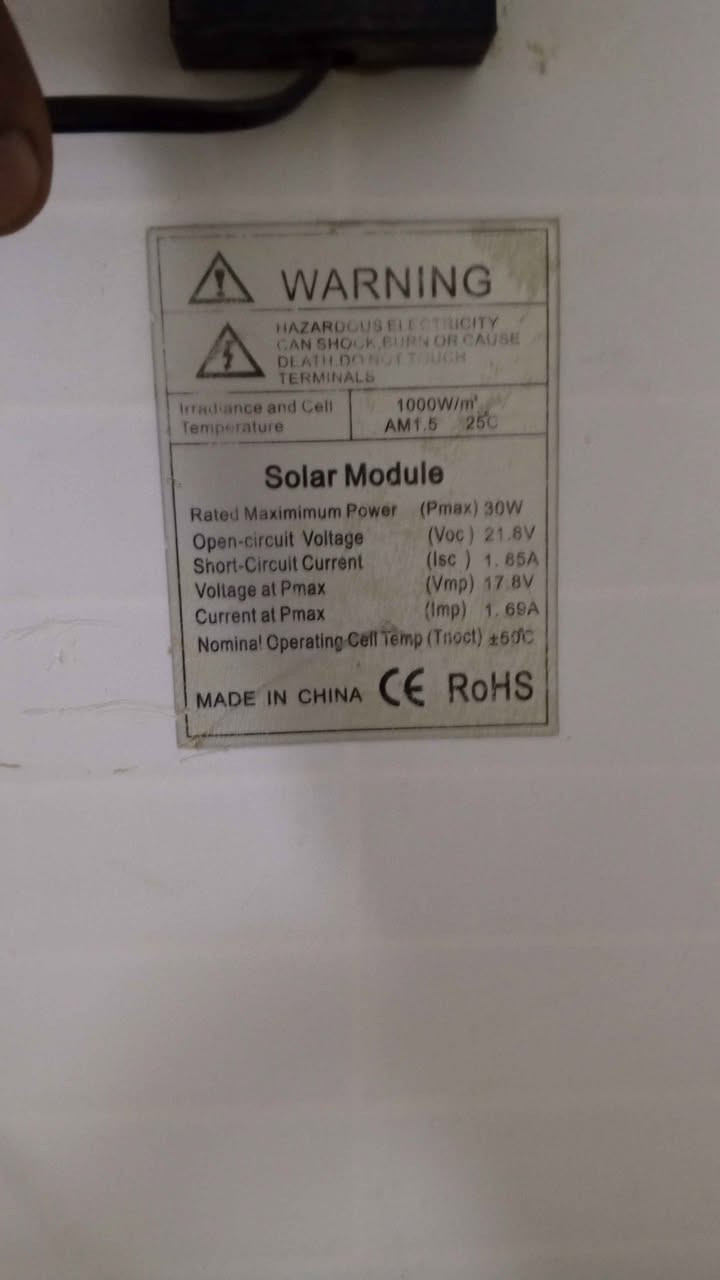 WARNING
HAZARDOUS ELECTRICITY
CAN SHOCK,BURN OR CAUSE
DEATH.DO NOT TOUCH
TERMINALS
Irradiance and Cell
Temperature
1000W/m²
AM1.5 25C
Solar Module
Rated Maximimum Power (Pmax) 30W
Open-circuit Voltage (Voc ) 21.8V
Short-Circuit Current (Isc ) 1.85A
Voltage at Pmax (Vmp) 17.8V
Current at Pmax (Imp) 1.69A
Nominal Operating Cell Temp (Tnoct)
MADE IN CHINA CE RoHS